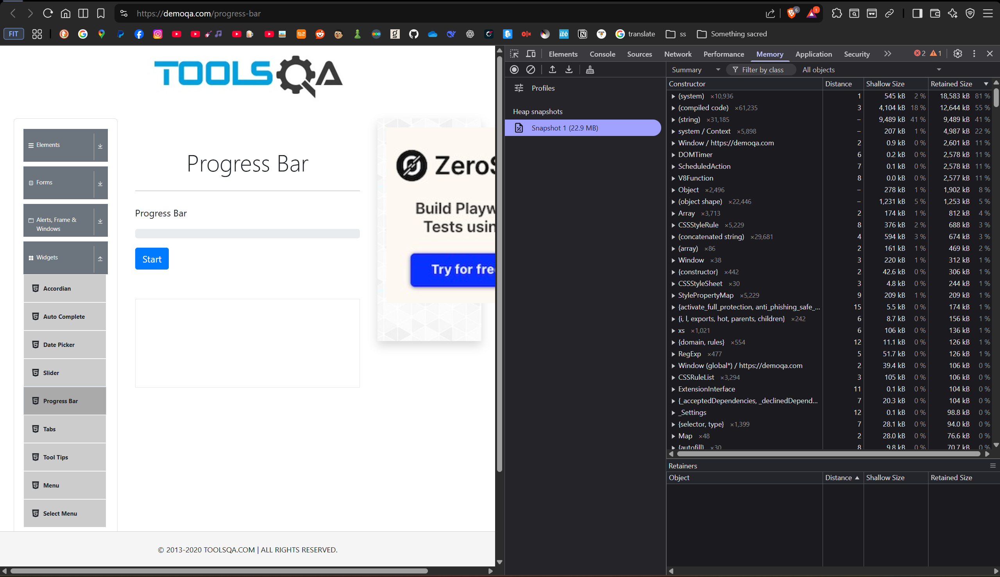 https://demoqa.com/progress-bar
6
1
FIT
translate
ss
Something sacred
TOOLSQA
Elements
Forms
Alerts, Frame &
Windows
Widgets
Accordian
Auto Complete
Date Picker
Slider
Progress Bar
Tabs
Tool Tips
Menu
Select Menu
Progress Bar
Progress Bar
Start
Build Playw
Tests usin
Try for fre
© 2013-2020 TOOLSQA.COM | ALL RIGHTS RESERVED.
Elements Console Sources Network Performance Memory Application Security 2 1
Summary Filter by class All objects
Profiles
Heap snapshots
Snapshot 1 (22.9 MB)
Constructor Distance Shallow Size Retained Size
(system) ×10,936 1 545 kB 2 % 18,583 kB 81 %
(compiled code) ×61,235 3 4,104 kB 18 % 12,644 kB 55 %
(string) ×31,185 – 9,489 kB 41 % 9,489 kB 41 %
system / Context ×5,898 – 207 kB 1 % 4,987 kB 22 %
Window / https://demoqa.com 2 0.9 kB 0 % 2,601 kB 11 %
DOMTimer 6 0.2 kB 0 % 2,578 kB 11 %
ScheduledAction 7 0.1 kB 0 % 2,578 kB 11 %
V8Function 8 0.0 kB 0 % 2,577 kB 11 %
Object ×2,496 – 278 kB 1 % 1,902 kB 8 %
(object shape) ×22,446 – 1,231 kB 5 % 1,253 kB 5 %
Array ×3,713 2 174 kB 1 % 812 kB 4 %
CSSStyleRule ×5,229 8 376 kB 2 % 688 kB 3 %
(concatenated string) ×29,681 4 594 kB 3 % 674 kB 3 %
(array) ×86 2 161 kB 1 % 469 kB 2 %
Window ×38 3 220 kB 1 % 312 kB 1 %
{constructor} ×442 2 42.6 kB 0 % 306 kB 1 %
CSSStyleSheet ×30 3 4.8 kB 0 % 244 kB 1 %
StylePropertyMap ×5,229 9 209 kB 1 % 209 kB 1 %
{activate_full_protection, anti_phishing_safe_... 15 5.5 kB 0 % 174 kB 1 %
{i, l, exports, hot, parents, children} ×242 6 8.7 kB 0 % 156 kB 1 %
xs ×1,021 6 106 kB 0 % 136 kB 1 %
{domain, rules} ×554 12 11.1 kB 0 % 126 kB 1 %
RegExp ×477 5 51.7 kB 0 % 126 kB 1 %
Window (global*) / https://demoqa.com 2 39.4 kB 0 % 106 kB 0 %
CSSRuleList ×3,294 3 105 kB 0 % 106 kB 0 %
ExtensionInterface 11 0.1 kB 0 % 104 kB 0 %
{_acceptedDependencies, _declinedDepend... 7 20.3 kB 0 % 104 kB 0 %
_Settings 12 0.1 kB 0 % 98.8 kB 0 %
{selector, type} ×1,399 7 28.1 kB 0 % 94.0 kB 0 %
Map ×48 2 28.0 kB 0 % 76.6 kB 0 %
{autofill} ×30 8 9.8 kB 0 % 70.7 kB 0 %
Retainers
Object Distance Shallow Size Retained Size